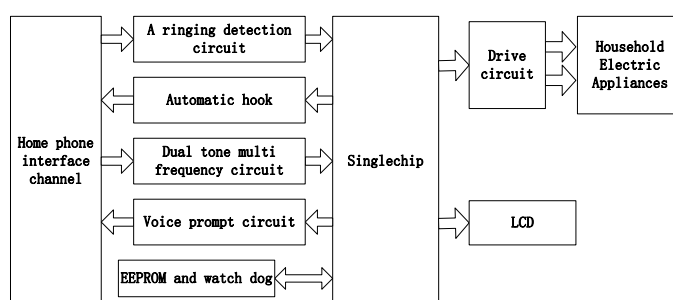 Home phone
interface
channel
A ringing detection
circuit
Automatic hook
Dual tone multi
frequency circuit
Voice prompt circuit
EEPROM and watch dog
Singlechip
Drive
circuit
Household
Electric
Appliances
LCD